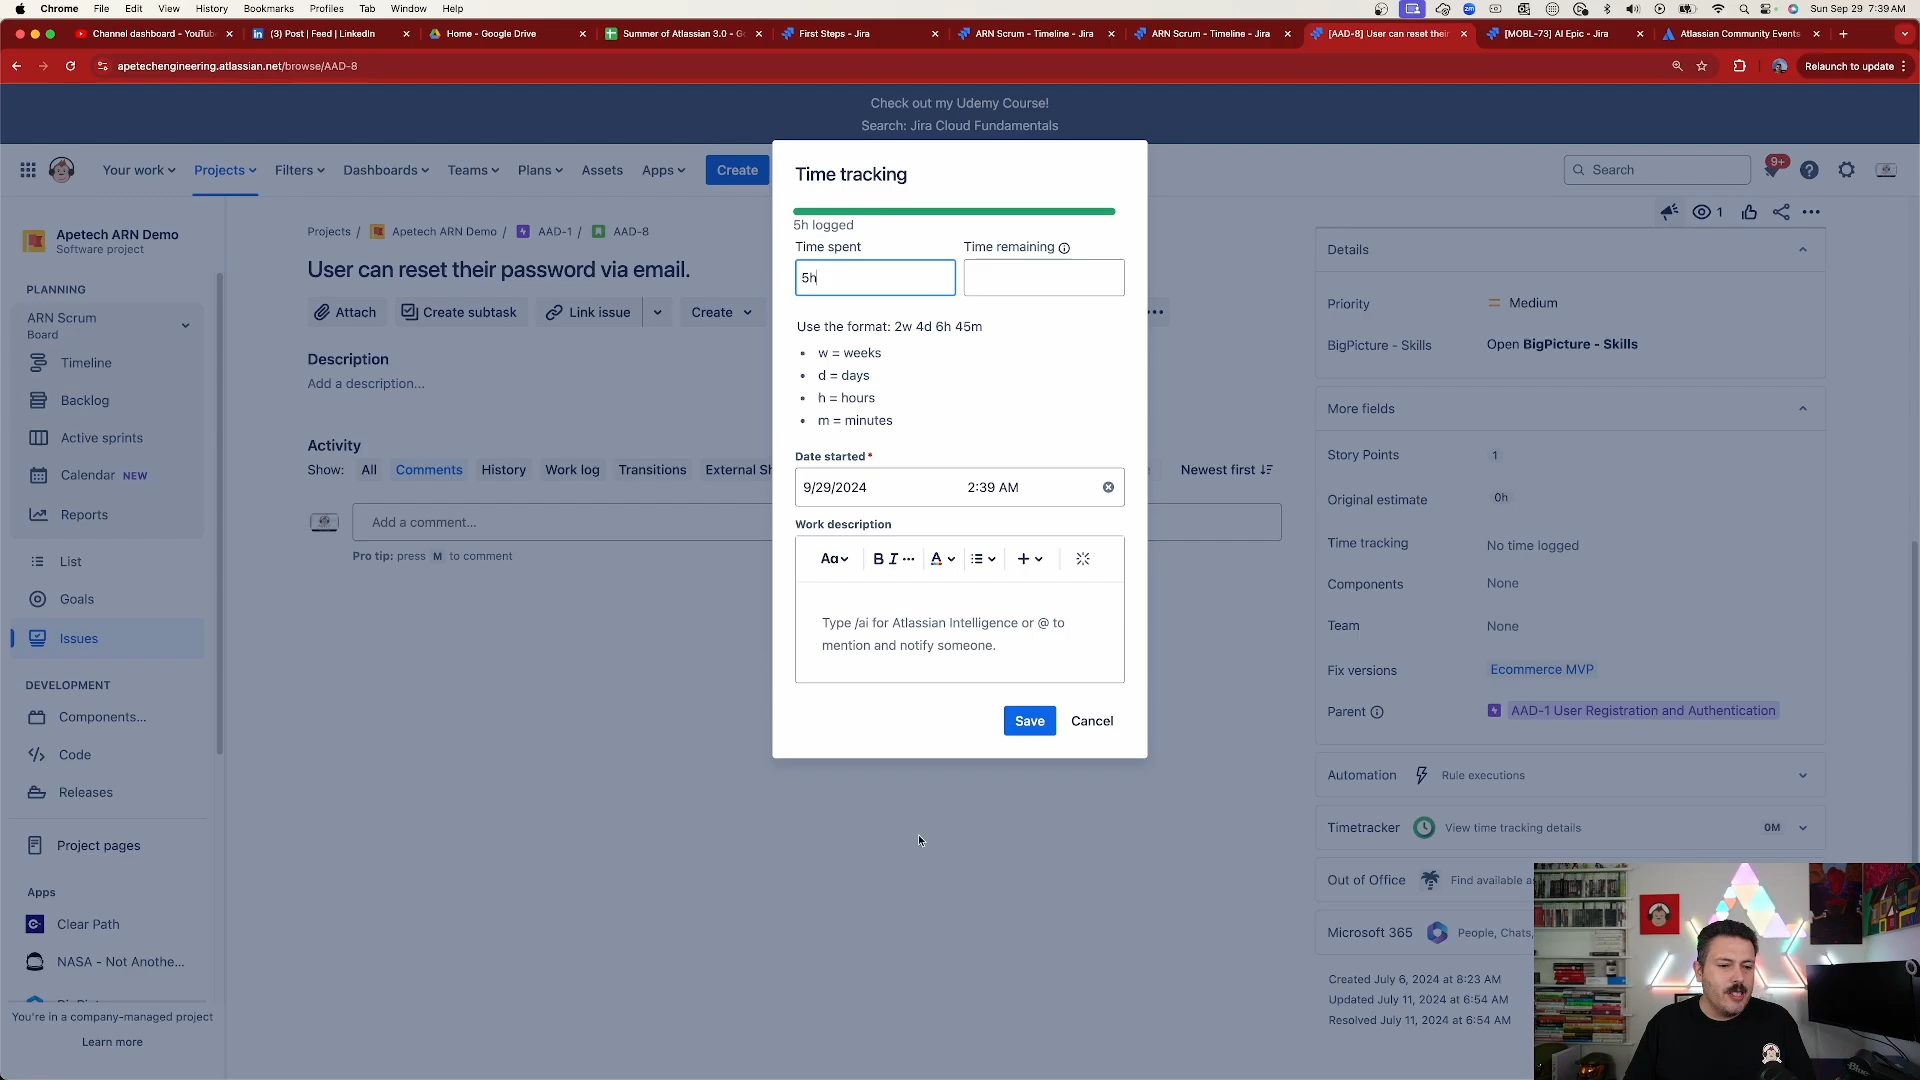 Chrome File Edit View History Bookmarks Profiles Tab Window Help
Sun Sep 29 7:39 AM
Channel dashboard - YouTub
(3) Post | Feed | LinkedIn
Home - Google Drive
Summer of Atlassian 3.0 - G
First Steps - Jira
ARN Scrum - Timeline - Jira
ARN Scrum - Timeline - Jira
[AAD-8] User can reset their
[MOBL-73] AI Epic - Jira
Atlassian Community Events
apetechengineering.atlassian.net/browse/AAD-8
Relaunch to update
Check out my Udemy Course!
Search: Jira Cloud Fundamentals
Your work Projects Filters Dashboards Teams Plans Assets Apps Create
Search
9+
Apetech ARN Demo
Software project
PLANNING
ARN Scrum
Board
Timeline
Backlog
Active sprints
Calendar NEW
Reports
List
Goals
Issues
DEVELOPMENT
Components...
Code
Releases
Project pages
Apps
Clear Path
NASA - Not Anothe...
You're in a company-managed project
Learn more
Projects / Apetech ARN Demo / AAD-1 / AAD-8
1
User can reset their password via email.
Attach Create subtask Link issue Create
Description
Add a description...
Activity
Show: All Comments History Work log Transitions External Sh
Newest first
Add a comment...
Pro tip: press M to comment
Time tracking
5h logged
Time spent Time remaining
5h
Use the format: 2w 4d 6h 45m
• w = weeks
• d = days
• h = hours
• m = minutes
Date started*
9/29/2024 2:39 AM
Work description
Aa B I A
Type /ai for Atlassian Intelligence or @ to
mention and notify someone.
Save Cancel
Details
Priority Medium
BigPicture - Skills Open BigPicture - Skills
More fields
Story Points 1
Original estimate 0h
Time tracking No time logged
Components None
Team None
Fix versions Ecommerce MVP
Parent AAD-1 User Registration and Authentication
Automation Rule executions
Timetracker View time tracking details 0M
Out of Office Find available as
Microsoft 365 People, Chats,
Created July 6, 2024 at 8:23 AM
Updated July 11, 2024 at 6:54 AM
Resolved July 11, 2024 at 6:54 AM